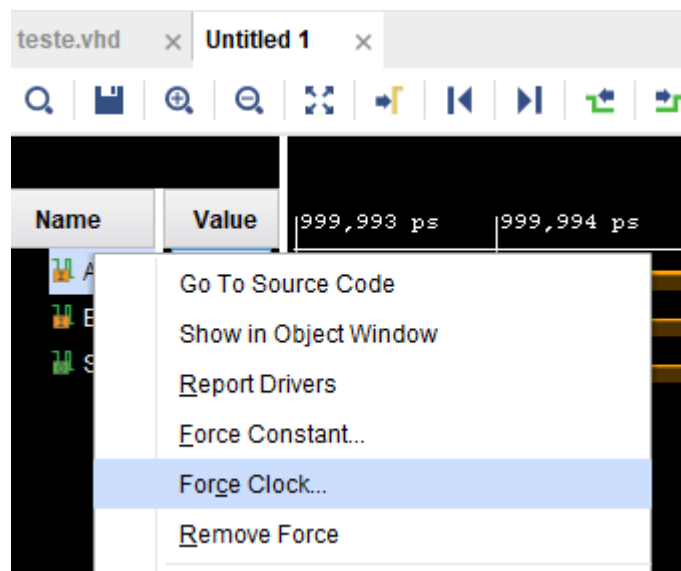 teste.vhd Untitled 1
Name Value 999,993 ps 999,994 ps
A
Go To Source Code
Show in Object Window
Report Drivers
Force Constant...
Force Clock...
Remove Force